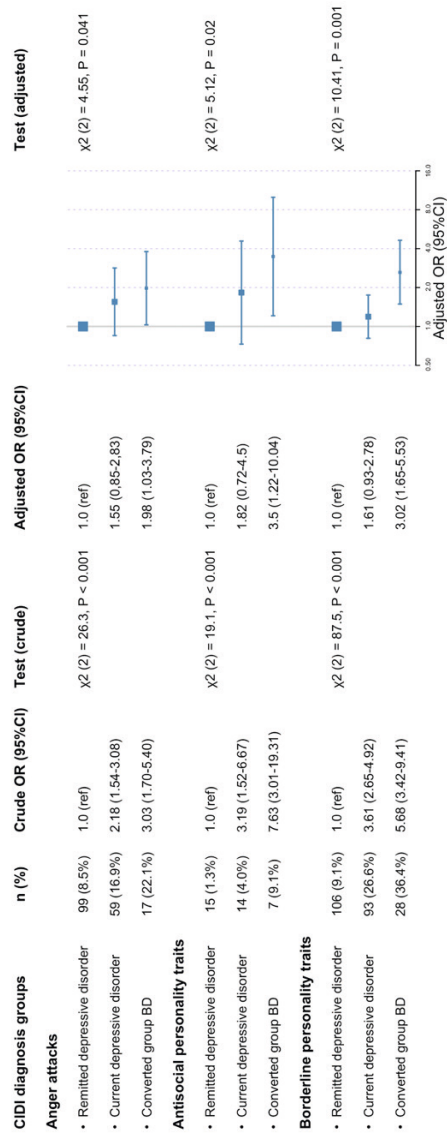 CIDI diagnosis groups n (%) Crude OR (95%CI) Test (crude) Adjusted OR (95%CI) Test (adjusted)
Anger attacks
• Remitted depressive disorder 99 (8.5%) 1.0 (ref) χ2 (2) = 26.3, P < 0.001 1.0 (ref) χ2 (2) = 4.55, P = 0.041
• Current depressive disorder 59 (16.9%) 2.18 (1.54-3.08) 1.55 (0,85-2,83)
• Converted group BD 17 (22.1%) 3.03 (1.70-5.40) 1.98 (1.03-3.79)
Antisocial personality traits
• Remitted depressive disorder 15 (1.3%) 1.0 (ref) χ2 (2) = 19.1, P < 0.001 1.0 (ref) χ2 (2) = 5.12, P = 0.02
• Current depressive disorder 14 (4.0%) 3.19 (1.52-6.67) 1.82 (0.72-4.5)
• Converted group BD 7 (9.1%) 7.63 (3.01-19.31) 3.5 (1.22-10.04)
Borderline personality traits
• Remitted depressive disorder 106 (9.1%) 1.0 (ref) χ2 (2) = 87.5, P < 0.001 1.0 (ref) χ2 (2) = 10.41, P = 0.001
• Current depressive disorder 93 (26.6%) 3.61 (2.65-4.92) 1.61 (0.93-2.78)
• Converted group BD 28 (36.4%) 5.68 (3.42-9.41) 3.02 (1.65-5.53)
0.50 1.0 2.0 4.0 8.0 16.0
Adjusted OR (95%CI)